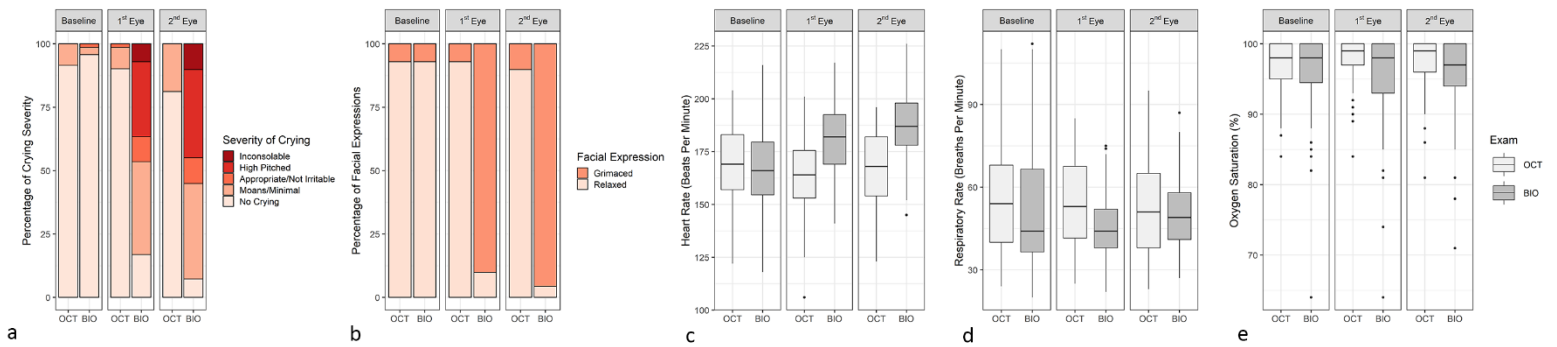 Baseline
1st Eye
2nd Eye
Percentage of Crying Severity
100
75
50
25
0
OCT BIO
OCT BIO
OCT BIO
Severity of Crying
Inconsolable
High Pitched
Appropriate/Not Irritable
Moans/Minimal
No Crying
a
Baseline
1st Eye
2nd Eye
Percentage of Facial Expressions
100
75
50
25
0
OCT BIO
OCT BIO
OCT BIO
Facial Expression
Grimaced
Relaxed
b
Baseline
1st Eye
2nd Eye
Heart Rate (Beats Per Minute)
225
200
175
150
125
100
OCT BIO
OCT BIO
OCT BIO
c
Baseline
1st Eye
2nd Eye
Respiratory Rate (Breaths Per Minute)
90
60
30
OCT BIO
OCT BIO
OCT BIO
d
Baseline
1st Eye
2nd Eye
Oxygen Saturation (%)
100
90
80
70
OCT BIO
OCT BIO
OCT BIO
Exam
OCT
BIO
e